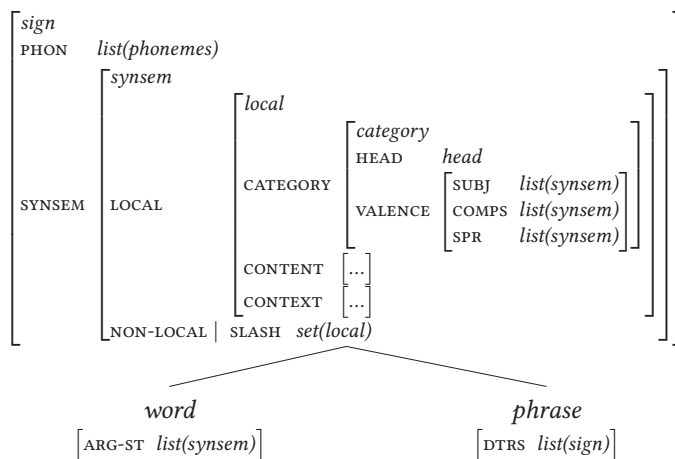 sign
PHON list(phonemes)
synsem
local
category
HEAD head
CATEGORY
SUBJ list(synsem)
SYNSEM LOCAL VALENCE COMPS list(synsem)
SPR list(synsem)
CONTENT [...]
CONTEXT [...]
NON-LOCAL | SLASH set(local)
word phrase
[ARG-ST list(synsem)] [DTRS list(sign)]